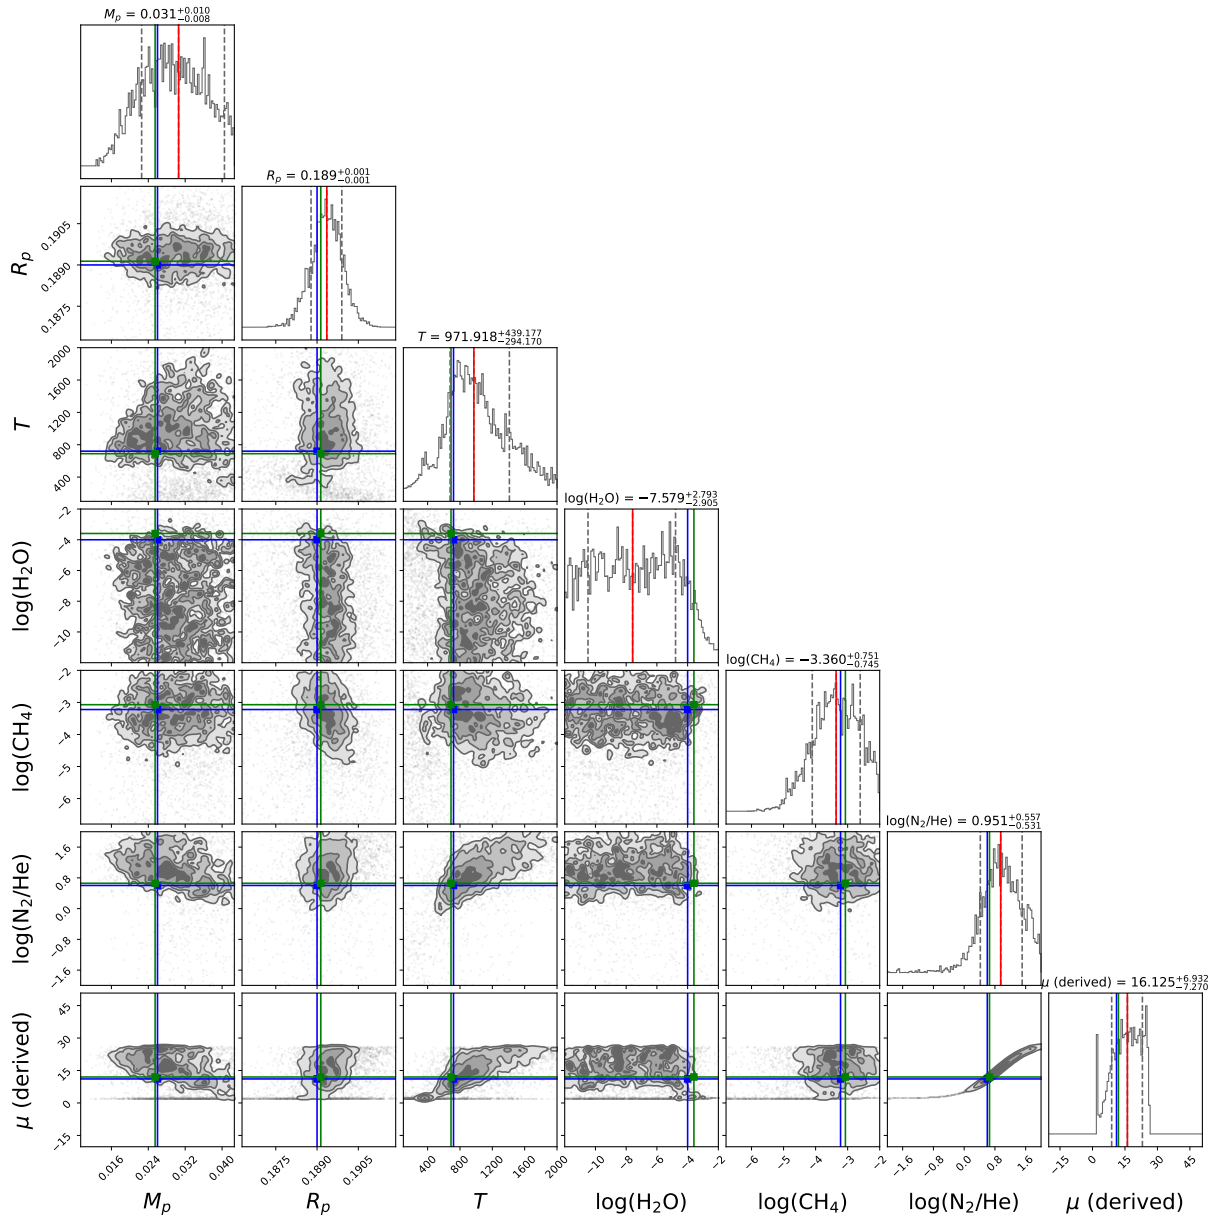 M_p = 0.031^{+0.010}_{−0.008}
R_p = 0.189^{+0.001}_{−0.001}
R_p
0.1905
0.1890
0.1875
T = 971.918^{+439.177}_{−294.170}
T
2000
1600
1200
800
400
log(H₂O) = −7.579^{+2.793}_{−2.905}
log(H₂O)
−2
−4
−6
−8
−10
log(CH₄) = −3.360^{+0.751}_{−0.745}
log(CH₄)
−2
−3
−4
−5
−6
log(N₂/He) = 0.951^{+0.557}_{−0.531}
log(N₂/He)
1.6
0.8
0.0
−0.8
−1.6
μ (derived) = 16.125^{+6.932}_{−7.270}
μ (derived)
45
30
15
0
−15
0.016 0.024 0.032 0.040 0.1875 0.1890 0.1905 400 800 1200 1600 2000 −10 −8 −6 −4 −2 −6 −5 −4 −3 −2 −1.6 −0.8 0.0 0.8 1.6 −15 0 15 30 45
M_p R_p T log(H₂O) log(CH₄) log(N₂/He) μ (derived)